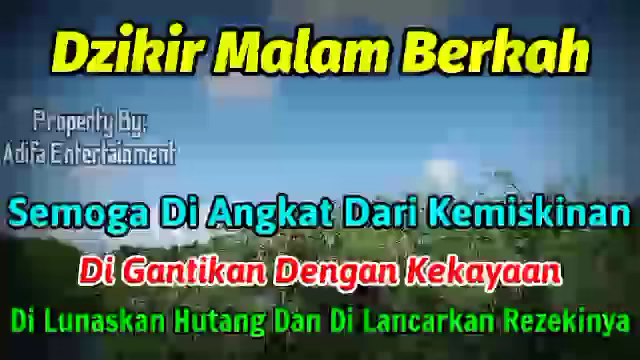 Dzikir Malam Berkah
Property By:
Adifa Entertainment
Semoga Di Angkat Dari Kemiskinan
Di Gantikan Dengan Kekayaan
Di Lunaskan Hutang Dan Di Lancarkan Rezekinya